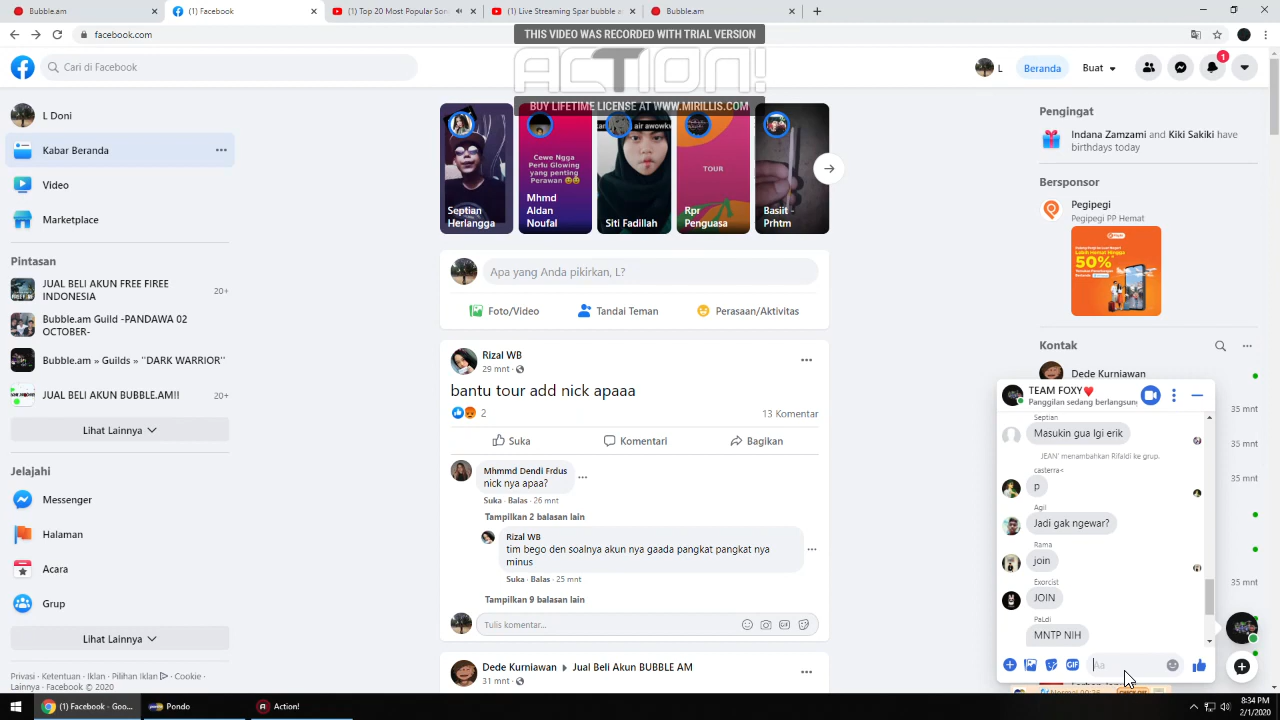 Bubble.am
(1) Facebook
(1) Top 20 Most Popular Son
(1) Live Streaming Spar bubble a
Bubble.am
facebook.com
THIS VIDEO WAS RECORDED WITH TRIAL VERSION
ACTION!
BUY LIFETIME LICENSE AT WWW.MIRILLIS.COM
Cari di Facebook
L
Beranda
Buat
1
L Doni
Kabar Beranda
Video
Marketplace
Pintasan
JUAL BELI AKUN FREE FIREE
INDONESIA
20+
Bubble.am Guild -PANDAWA 02
OCTOBER-
Bubble.am » Guilds » ''DARK WARRIOR''
JUAL BELI AKUN BUBBLE.AM!!
20+
Lihat Lainnya
Jelajahi
Messenger
Halaman
Acara
Grup
Lihat Lainnya
Privasi · Ketentuan · Iklan · Pilihan Iklan · Cookie ·
Lainnya · Facebook © 2020
Septian
Herlangga
Cewe Ngga
Perlu Glowing
yang penting
Perawan
Mhmd
Aldan
Noufal
air awowkw
Siti Fadillah
TOUR
Rpr
Penguasa
Basiit -
Prhtm
Apa yang Anda pikirkan, L?
Foto/Video
Tandai Teman
Perasaan/Aktivitas
Rizal WB
29 mnt ·
bantu tour add nick apaaa
2
13 Komentar
Suka
Komentari
Bagikan
Mhmmd Dendi Frdus
nick nya apaa?
Suka · Balas · 26 mnt
Tampilkan 2 balasan lain
Rizal WB
tim bego den soalnya akun nya gaada pangkat pangkat nya
minus
Suka · Balas · 25 mnt
Tampilkan 9 balasan lain
Tulis komentar...
Dede Kurniawan ▸ Jual Beli Akun BUBBLE AM
31 mnt ·
Pengingat
Indana Zamzami and Kiki Sakiki have
birthdays today
Bersponsor
Pegipegi
Pegipegi PP Hemat
50%
Kontak
Dede Kurniawan
35 mnt
35 mnt
35 mnt
35 mnt
TEAM FOXY❤
Panggilan sedang berlangsung
Septian
Masukin gua lgi erik
JEAN' menambahkan Rifaldi ke grup.
casterra<
p
Agil
Jadi gak ngewar?
Rama
join
Exorcist
JOIN
PaLdi
MNTP NIH
GIF
Aa
(1) Facebook - Goo...
Pondo
Action!
8:34 PM
2/1/2020